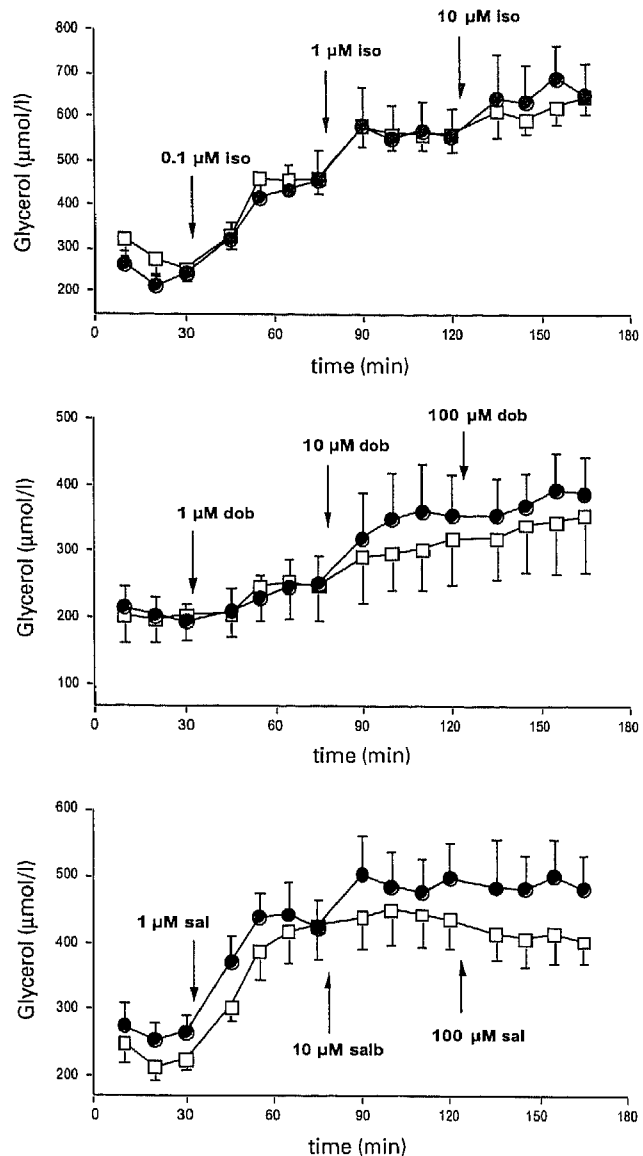 800
700
600
500
400
300
200
Glycerol (µmol/l)
0.1 µM iso
1 µM iso
10 µM iso
0
30
60
90
120
150
180
time (min)
500
400
300
200
100
Glycerol (µmol/l)
1 µM dob
10 µM dob
100 µM dob
0
30
60
90
120
150
180
time (min)
600
500
400
300
200
Glycerol (µmol/l)
1 µM sal
10 µM salb
100 µM sal
0
30
60
90
120
150
180
time (min)